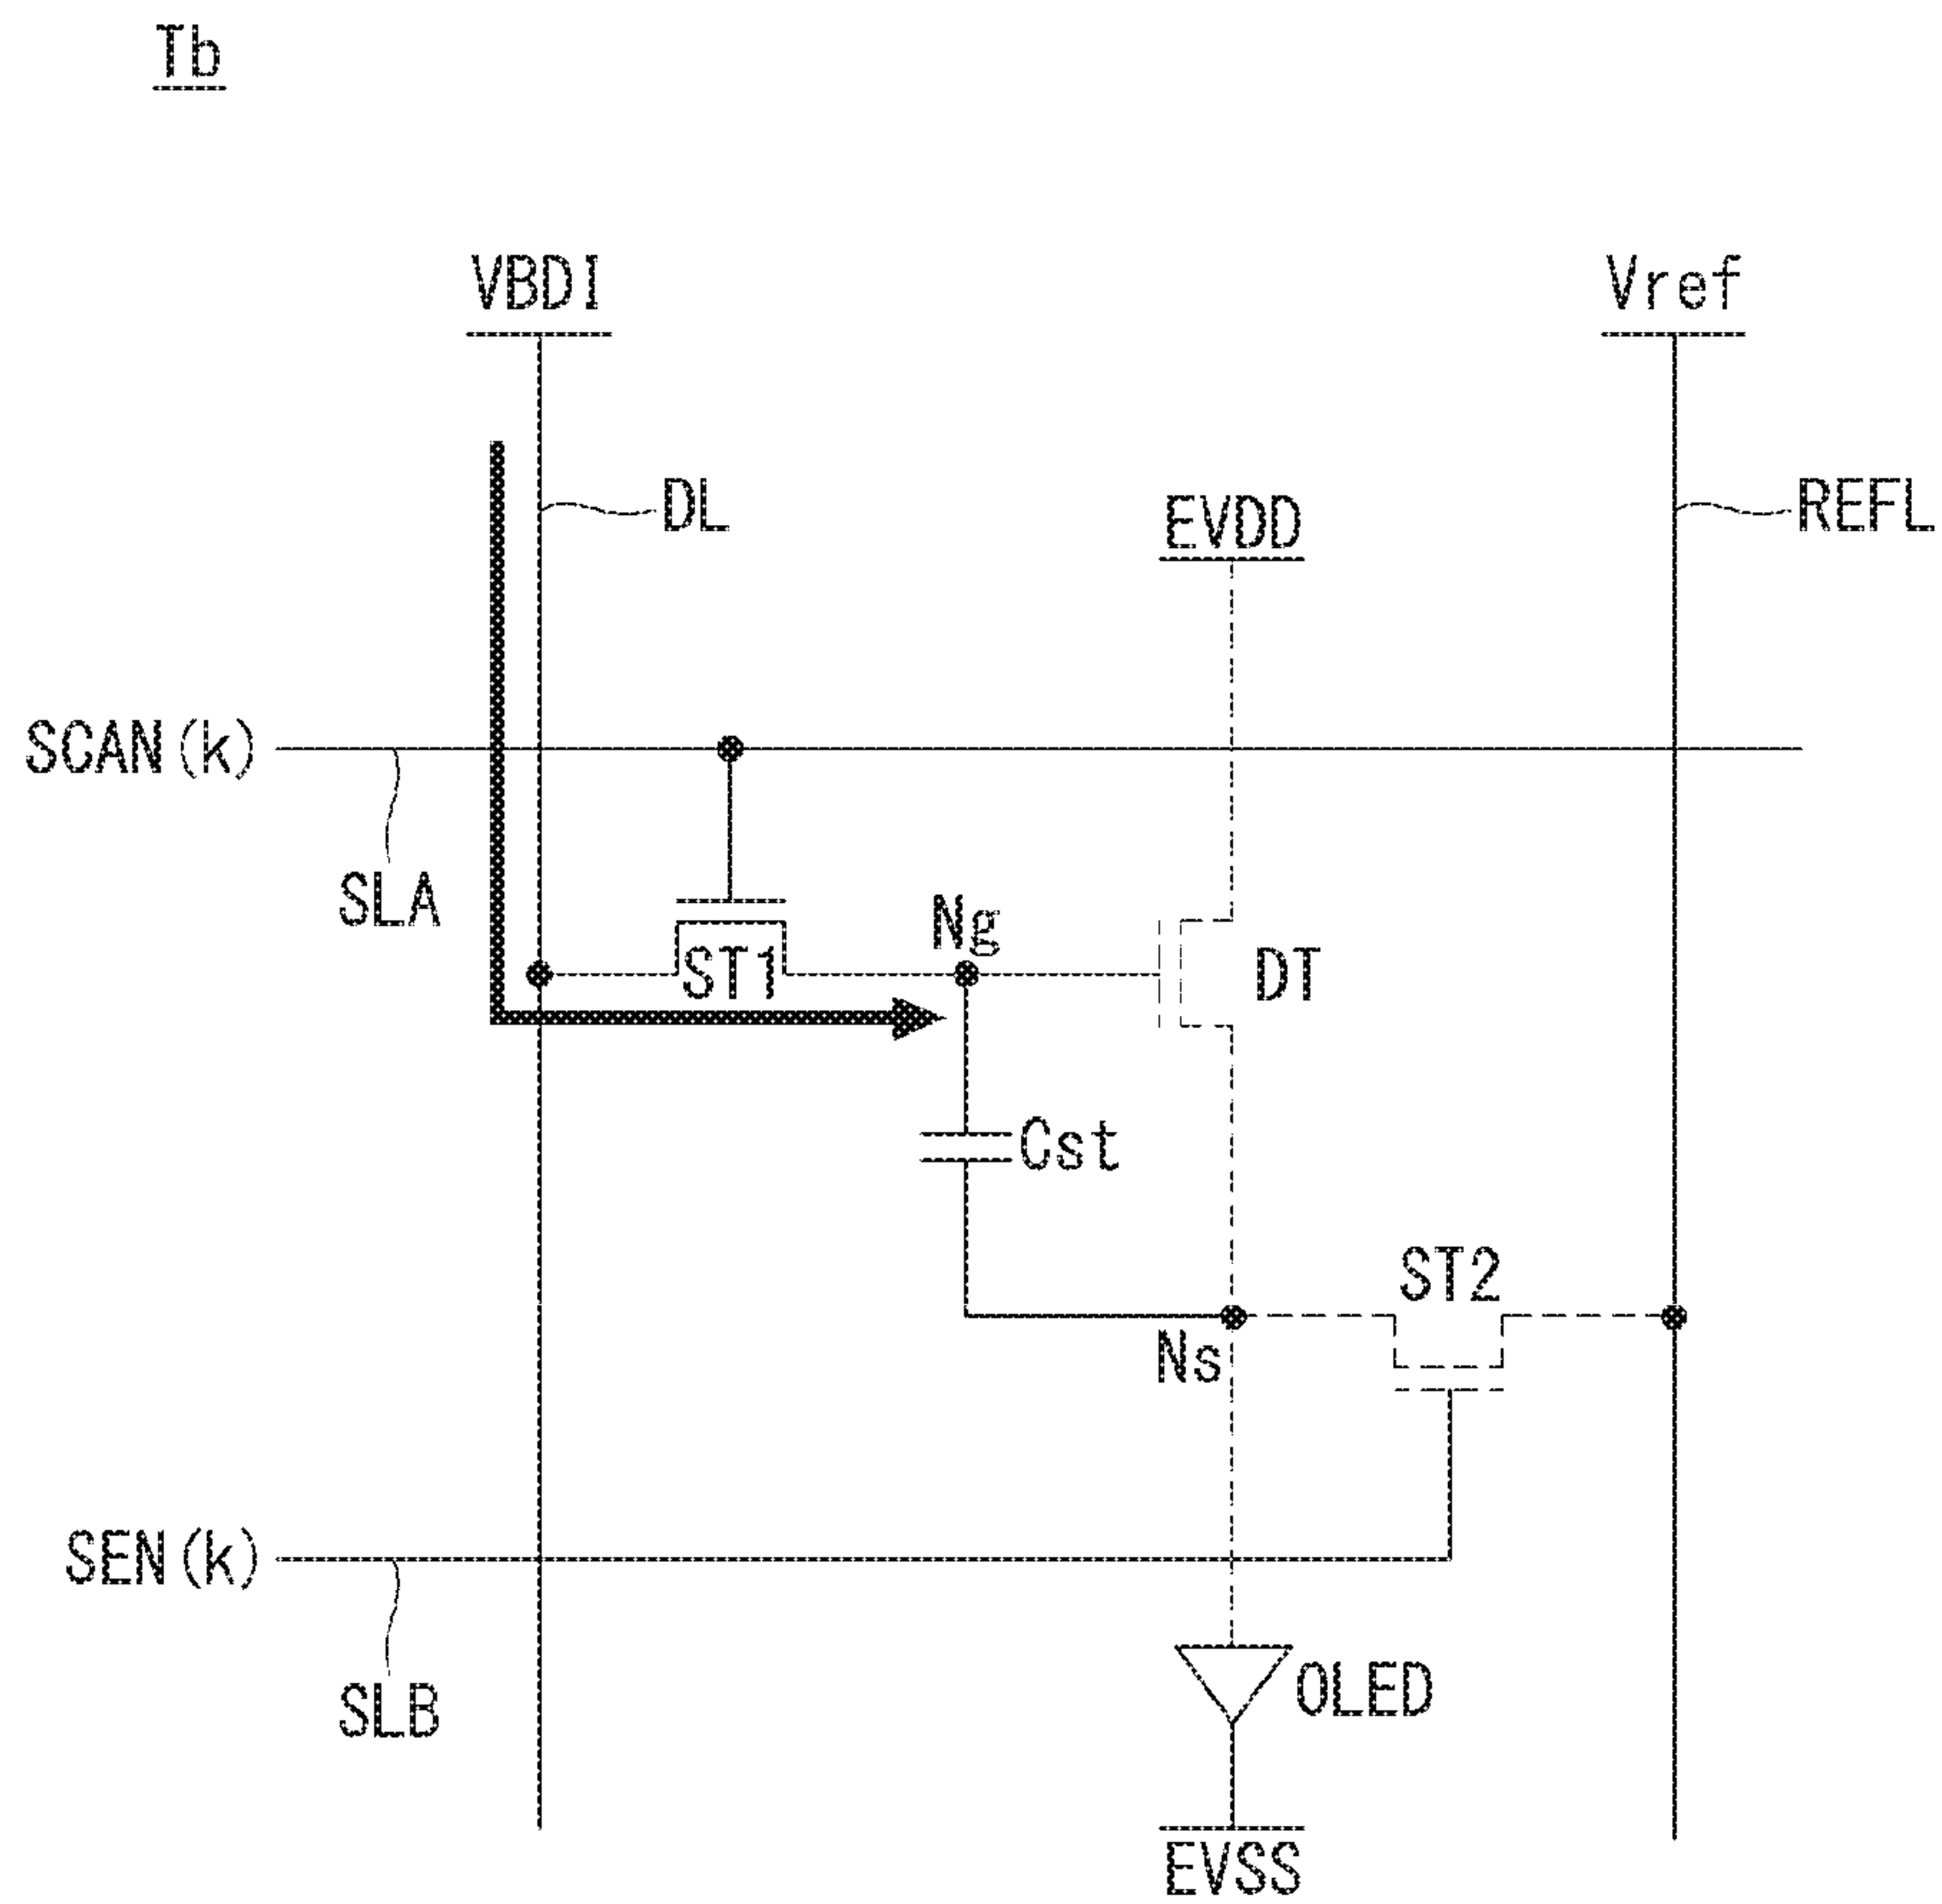 Tb
VBDI
Vref
DL
EVDD
REFL
SCAN(k)
SLA
Ng
ST1
DT
Cst
ST2
Ns
SEN(k)
SLB
OLED
EVSS